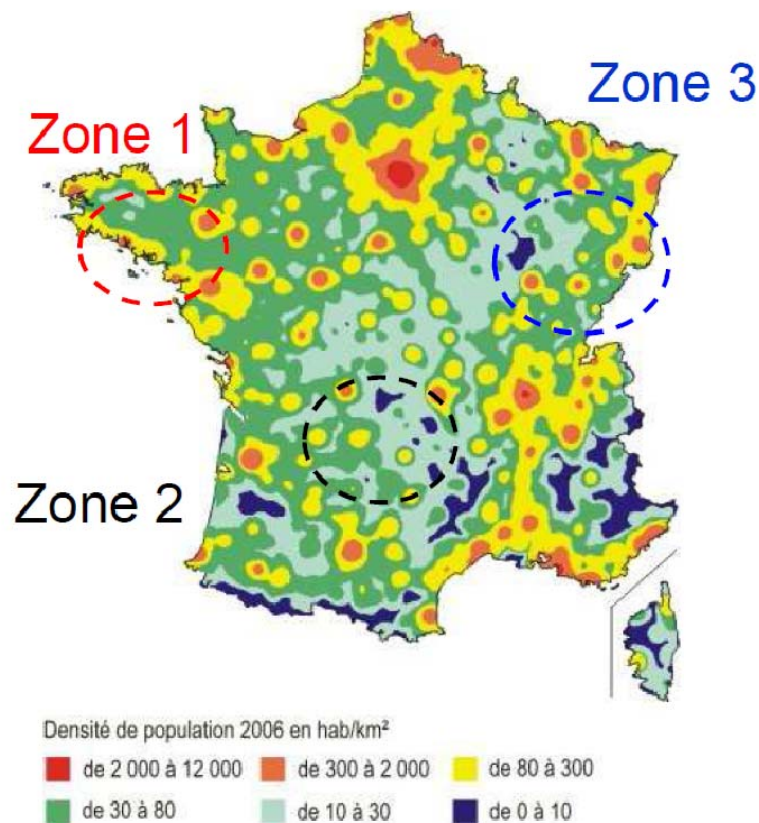 Zone 1
Zone 3
Zone 2
Densité de population 2006 en hab/km²
de 2 000 à 12 000 de 300 à 2 000 de 80 à 300
de 30 à 80 de 10 à 30 de 0 à 10